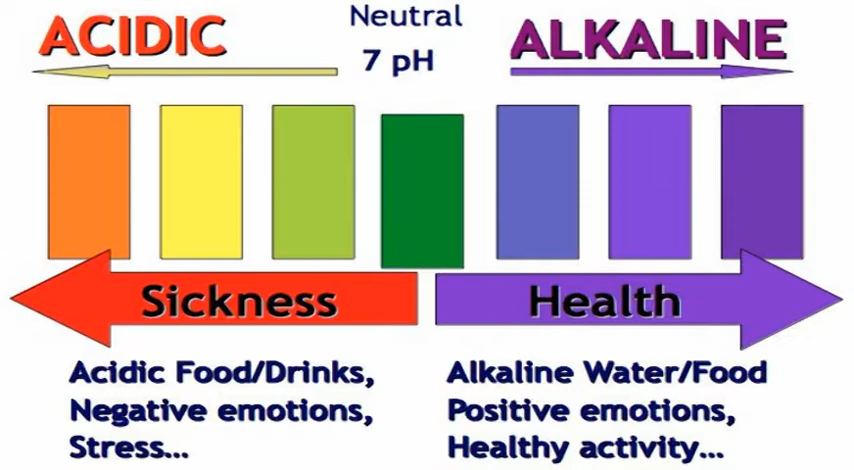 ACIDIC
Neutral
7 pH
ALKALINE
Sickness
Health
Acidic Food/Drinks,
Negative emotions,
Stress...
Alkaline Water/Food
Positive emotions,
Healthy activity...